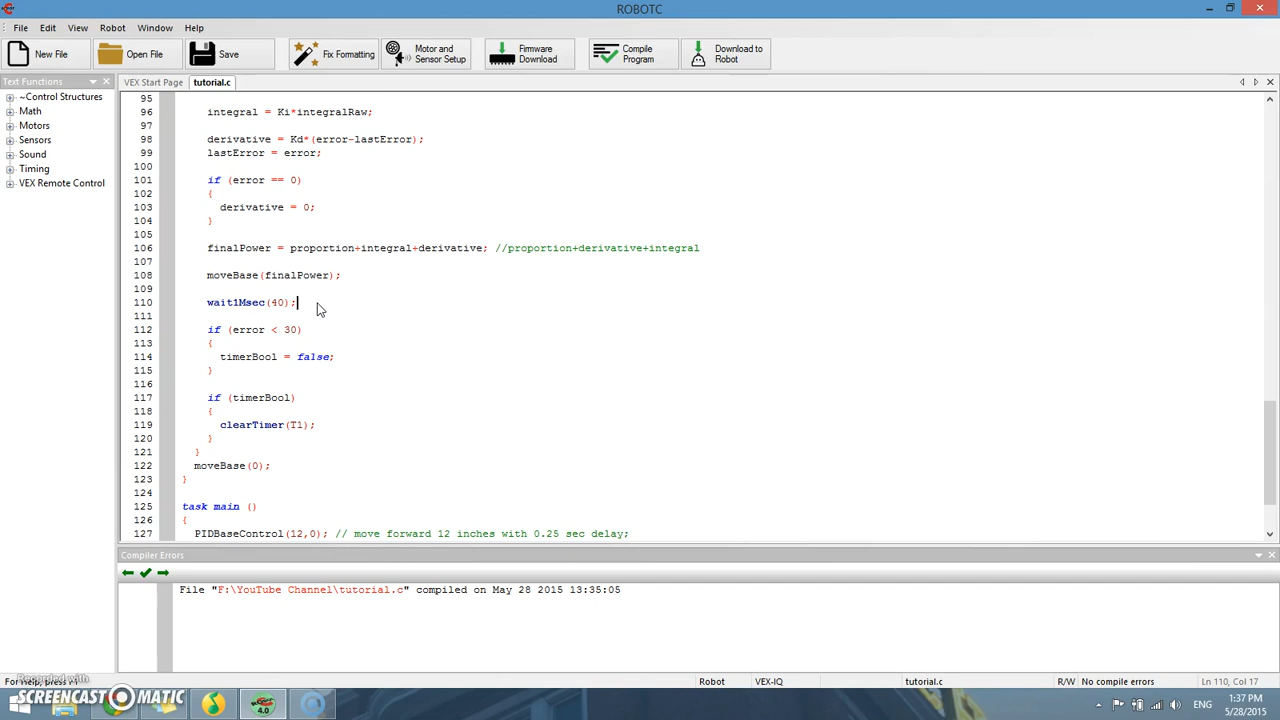 ROBOTC
File Edit View Robot Window Help
New File Open File Save Fix Formatting Motor and Sensor Setup Firmware Download Compile Program Download to Robot
Text Functions
VEX Start Page tutorial.c
~Control Structures
Math
Motors
Sensors
Sound
Timing
VEX Remote Control
95
96 integral = Ki*integralRaw;
97
98 derivative = Kd*(error-lastError);
99 lastError = error;
100
101 if (error == 0)
102 {
103 derivative = 0;
104 }
105
106 finalPower = proportion+integral+derivative; //proportion+derivative+integral
107
108 moveBase(finalPower);
109
110 wait1Msec(40);
111
112 if (error < 30)
113 {
114 timerBool = false;
115 }
116
117 if (timerBool)
118 {
119 clearTimer(T1);
120 }
121 }
122 moveBase(0);
123 }
124
125 task main ()
126 {
127 PIDBaseControl(12,0); // move forward 12 inches with 0.25 sec delay;
Compiler Errors
File "F:\YouTube Channel\tutorial.c" compiled on May 28 2015 13:35:05
For Help, press F1 Robot VEX-IQ tutorial.c R/W No compile errors Ln 110, Col 17
Recorded with
SCREENCAST MATIC
4.0
ENG
1:37 PM
5/28/2015